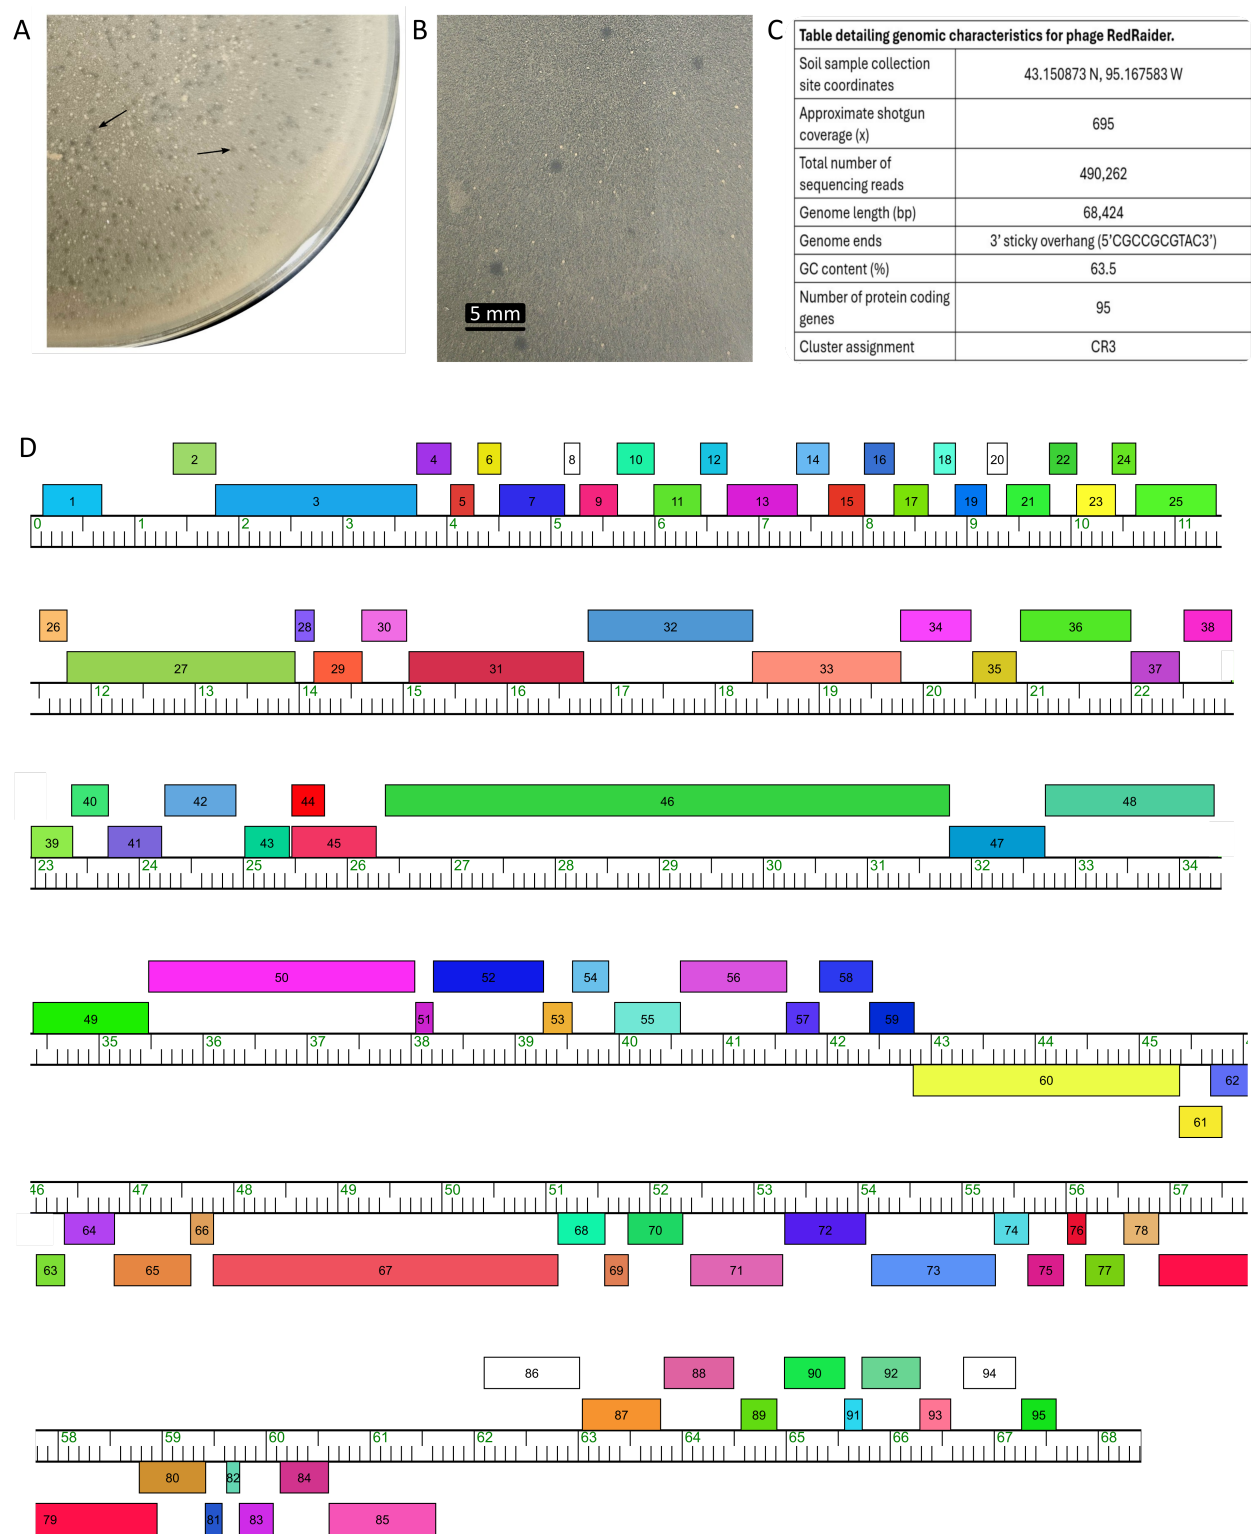 A
B
C
Table detailing genomic characteristics for phage RedRaider.
Soil sample collection
site coordinates
43.150873 N, 95.167583 W
Approximate shotgun
coverage (x)
695
Total number of
sequencing reads
490,262
Genome length (bp)
68,424
Genome ends
3’ sticky overhang (5’CGCCGCGTAC3’)
GC content (%)
63.5
Number of protein coding
genes
95
Cluster assignment
CR3
5 mm
D
2 4 6 8 10 12 14 16 18 20 22 24
1 3 5 7 9 11 13 15 17 19 21 23 25
0 1 2 3 4 5 6 7 8 9 10 11
26 28 30 32 34 36 38
27 29 31 33 35 37
12 13 14 15 16 17 18 19 20 21 22
40 42 44 46 48
39 41 43 45 47
23 24 25 26 27 28 29 30 31 32 33 34
50 52 54 56 58
49 51 53 55 57 59
35 36 37 38 39 40 41 42 43 44 45
60 62
61
46 47 48 49 50 51 52 53 54 55 56 57
64 66 68 70 72 74 76 78
63 65 67 69 71 73 75 77
86 88 90 92 94
87 89 91 93 95
58 59 60 61 62 63 64 65 66 67 68
80 82 84
79 81 83 85